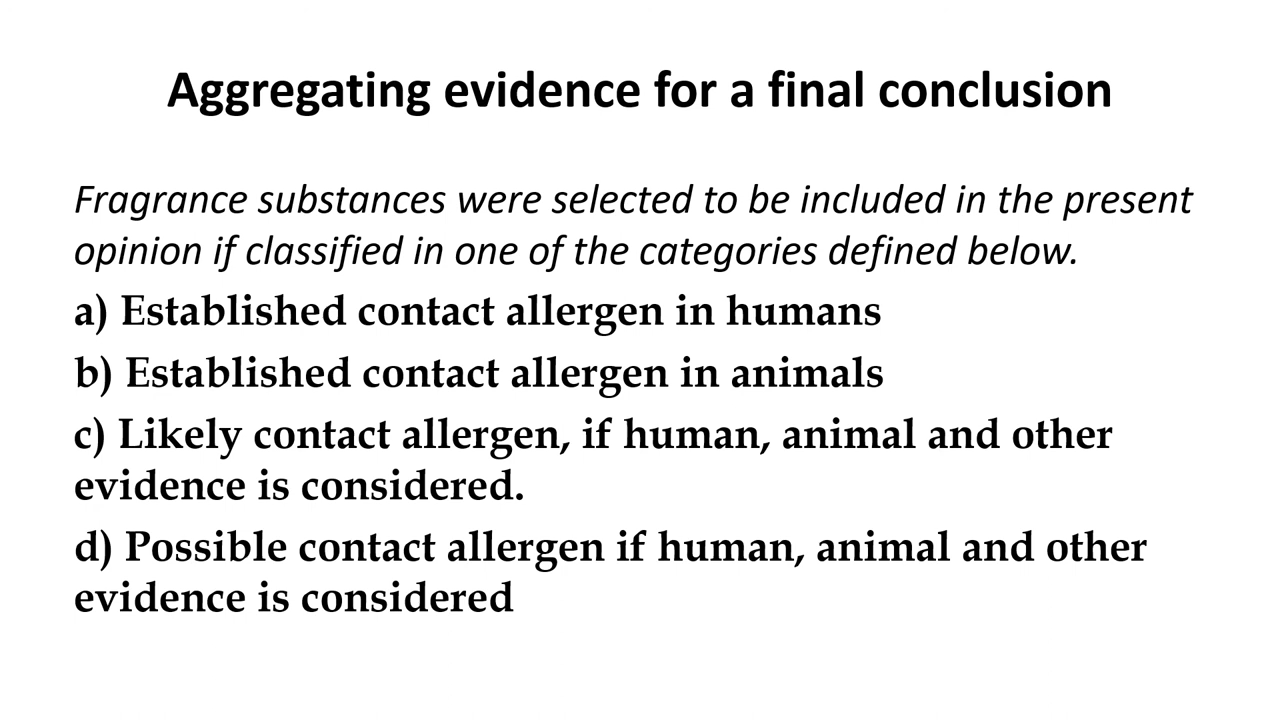 Aggregating evidence for a final conclusion
Fragrance substances were selected to be included in the present
opinion if classified in one of the categories defined below.
a) Established contact allergen in humans
b) Established contact allergen in animals
c) Likely contact allergen, if human, animal and other
evidence is considered.
d) Possible contact allergen if human, animal and other
evidence is considered